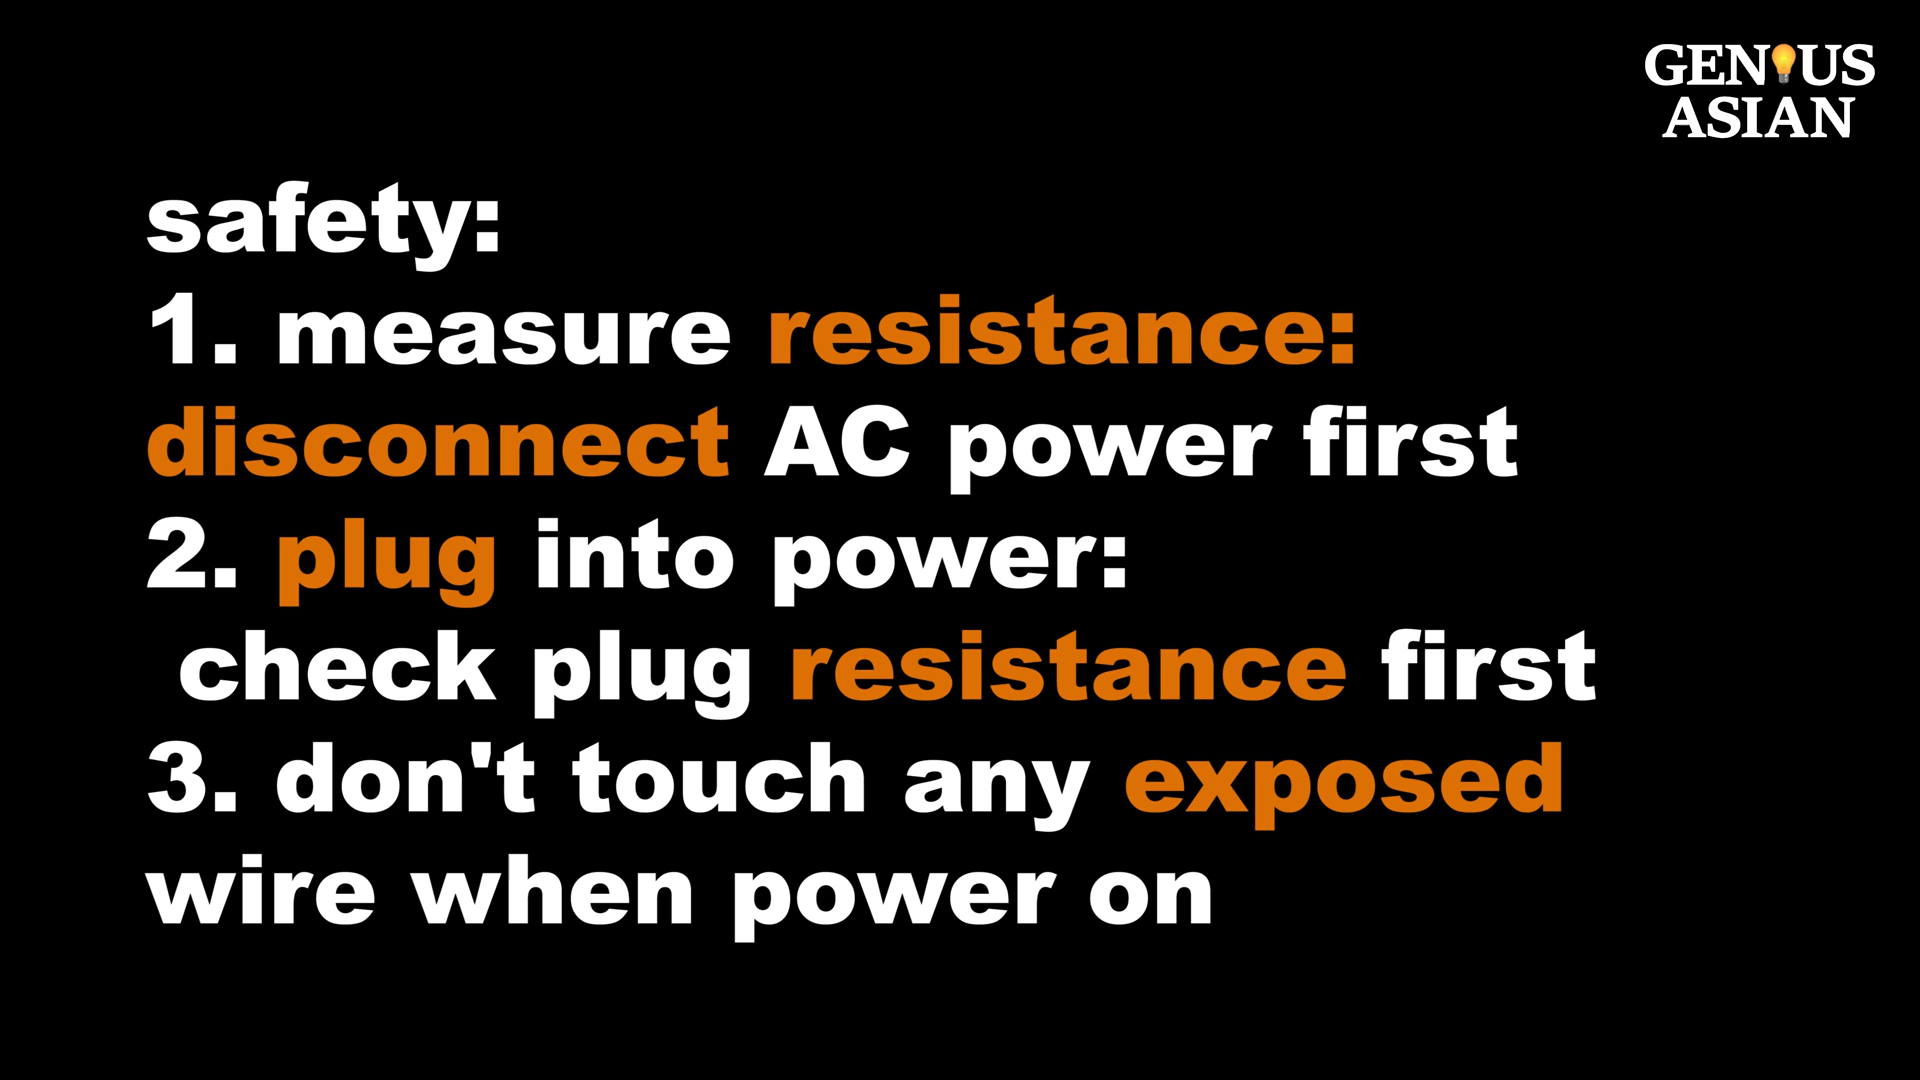 GENIUS
ASIAN
safety:
1. measure resistance:
disconnect AC power first
2. plug into power:
check plug resistance first
3. don't touch any exposed
wire when power on